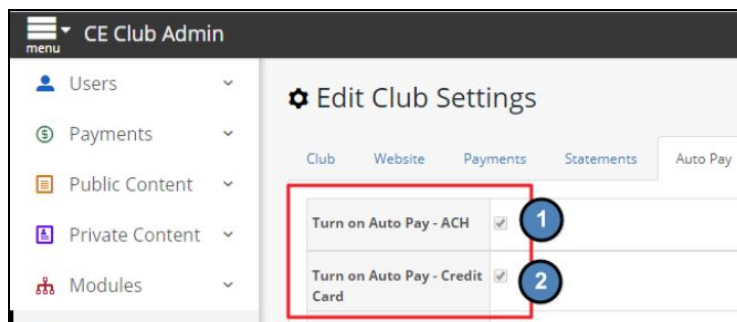 menu
CE Club Admin
Users
Payments
Public Content
Private Content
Modules
Edit Club Settings
Club Website Payments Statements Auto Pay
Turn on Auto Pay - ACH
1
Turn on Auto Pay - Credit
Card
2